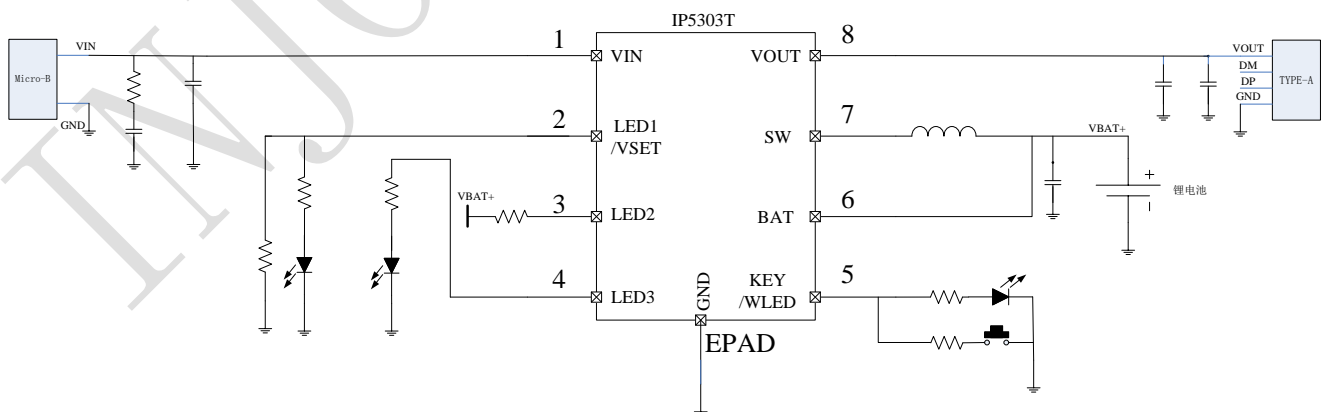 IP5303T
Micro-B
VIN
GND
1
VIN
2
LED1
/VSET
VBAT+
3
LED2
4
LED3
GND
EPAD
8
VOUT
7
SW
6
BAT
5
KEY
/WLED
VBAT+
+
锂电池
VOUT
DM
DP
GND
TYPE-A